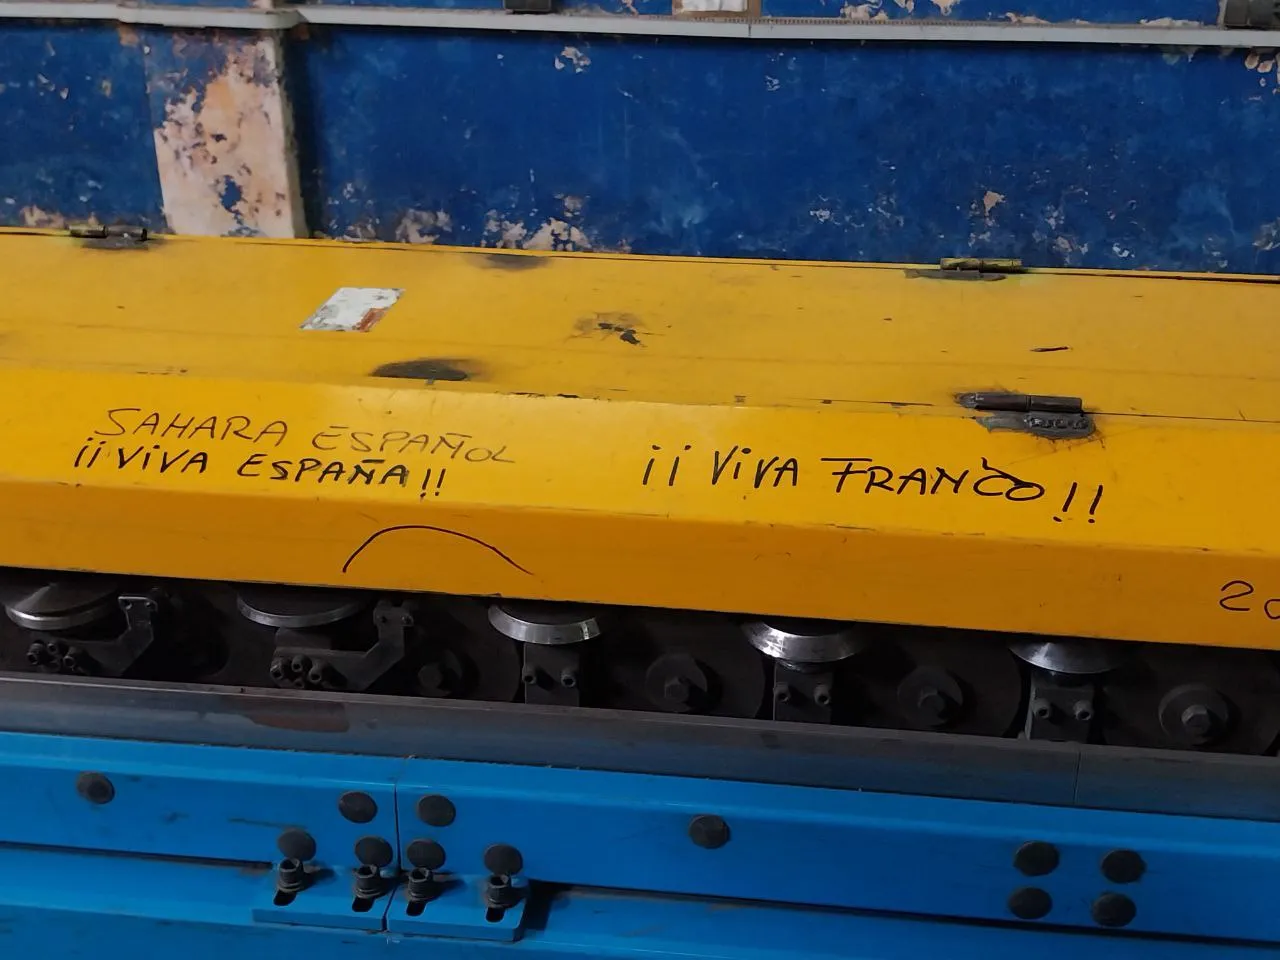 SAHARA ESPAÑOL
¡¡ViVA ESPAÑA!!
¡¡ ViVA FRANCO!!